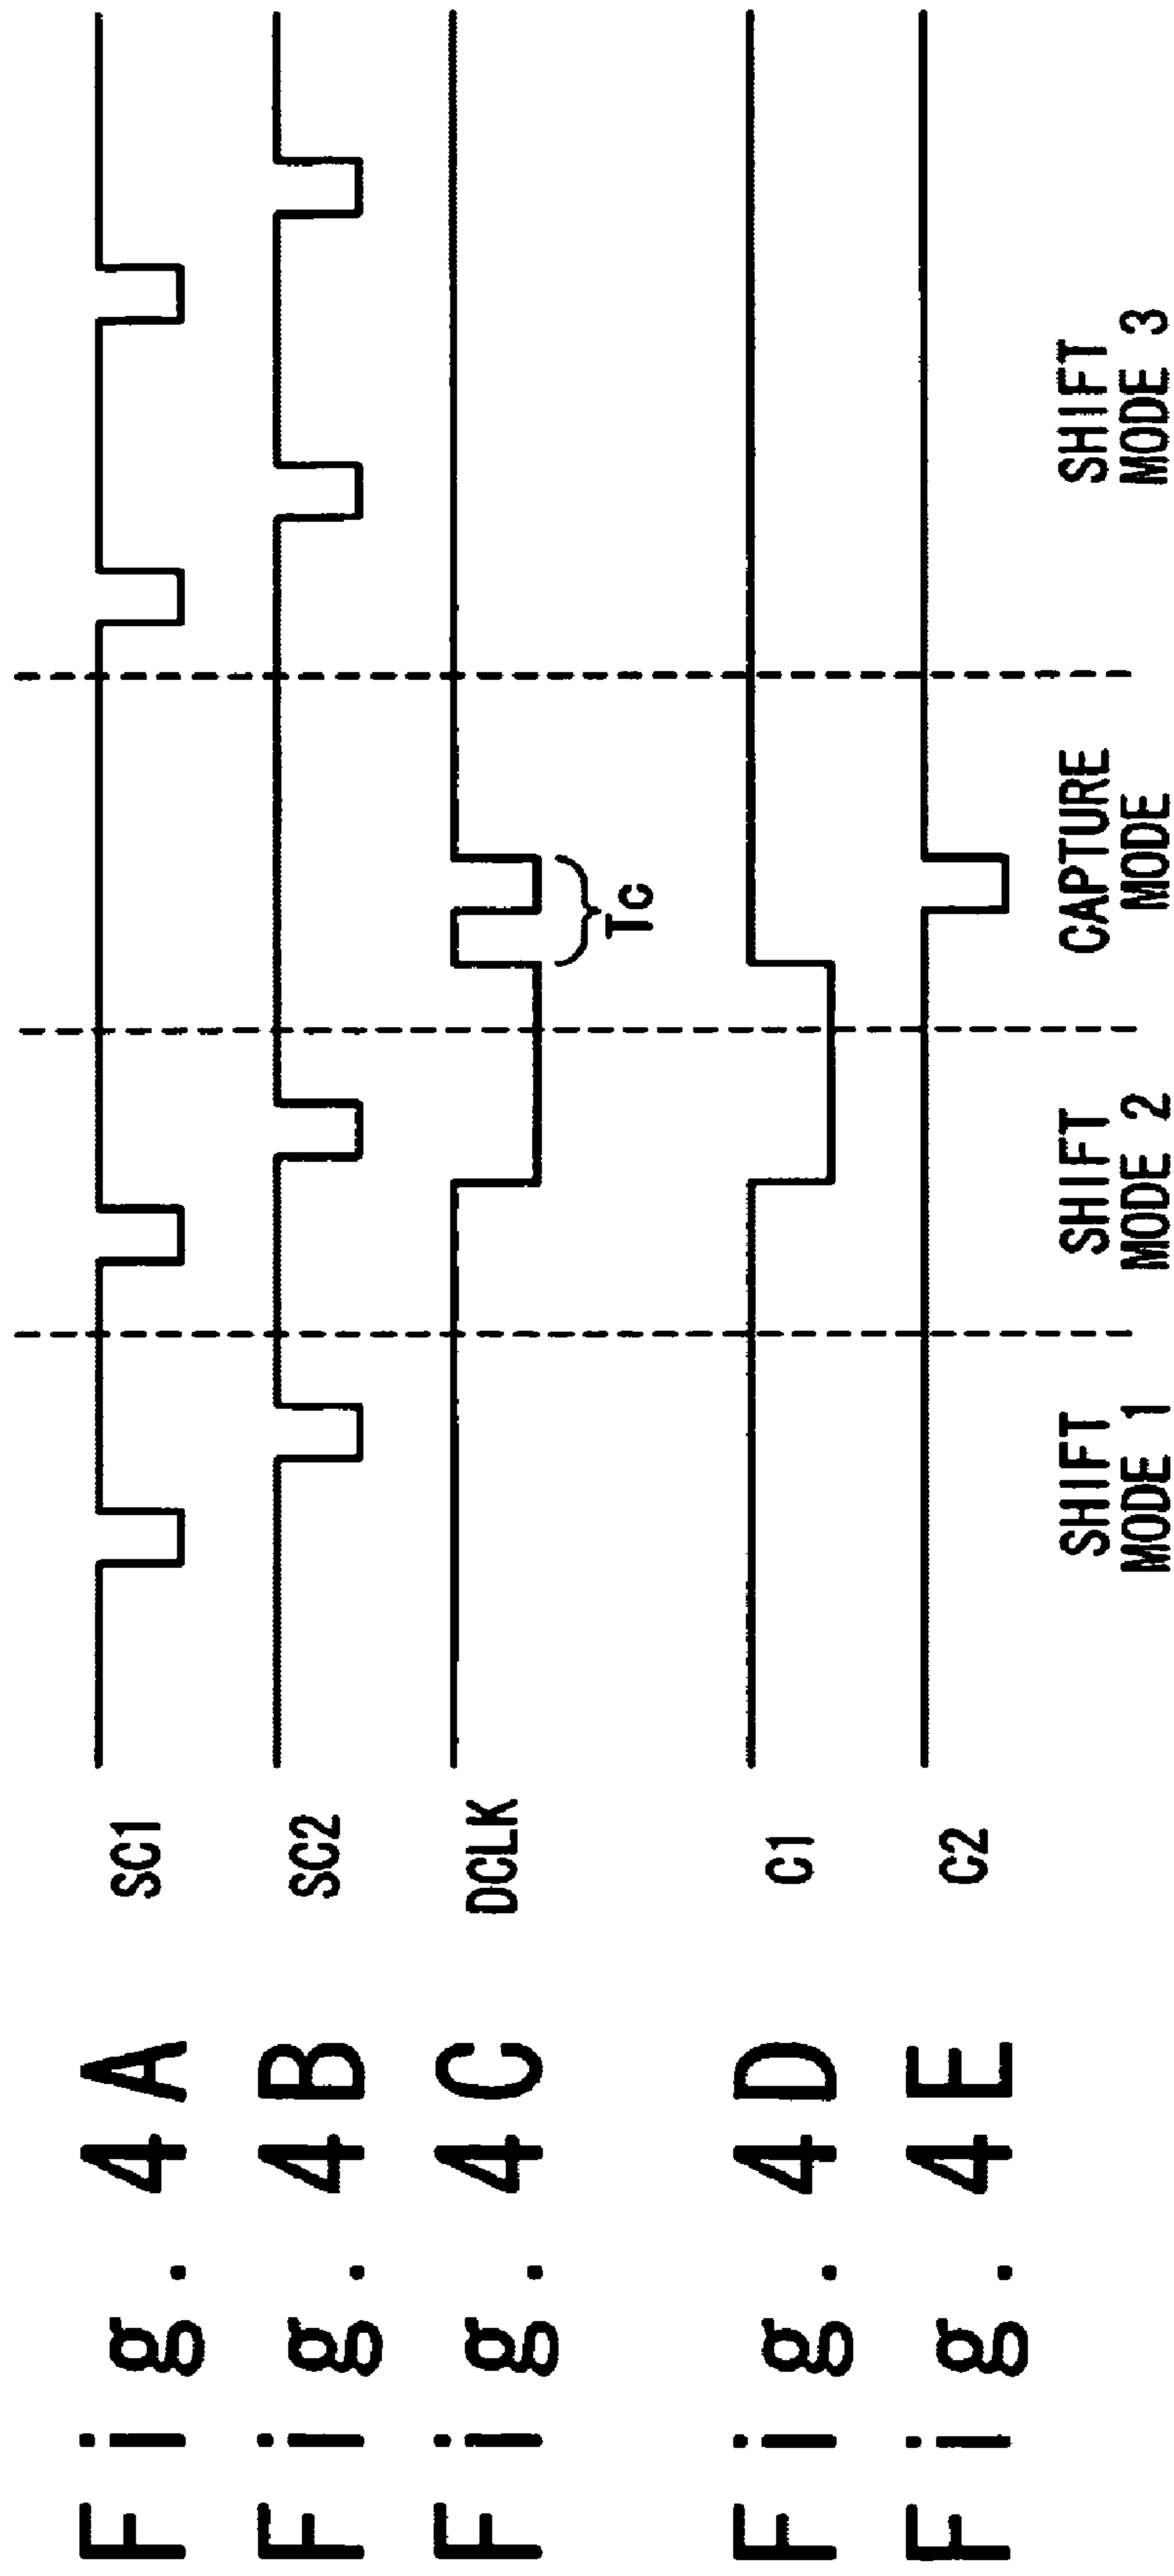 Fig. 4A SC1
Fig. 4B SC2
Fig. 4C DCLK
Tc
Fig. 4D C1
Fig. 4E C2
SHIFT
MODE 1
SHIFT
MODE 2
CAPTURE
MODE
SHIFT
MODE 3